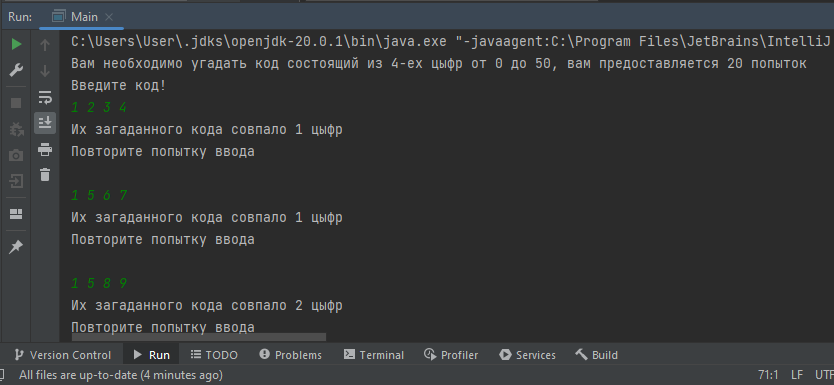 Run:
Main
C:\Users\User\.jdks\openjdk-20.0.1\bin\java.exe "-javaagent:C:\Program Files\JetBrains\IntelliJ
Вам необходимо угадать код состоящий из 4-ех цыфр от 0 до 50, вам предоставляется 20 попыток
Введите код!
1 2 3 4
Их загаданного кода совпало 1 цыфр
Повторите попытку ввода
1 5 6 7
Их загаданного кода совпало 1 цыфр
Повторите попытку ввода
1 5 8 9
Их загаданного кода совпало 2 цыфр
Повторите попытку ввода
Version Control Run TODO Problems Terminal Profiler Services Build
All files are up-to-date (4 minutes ago) 71:1 LF UTF